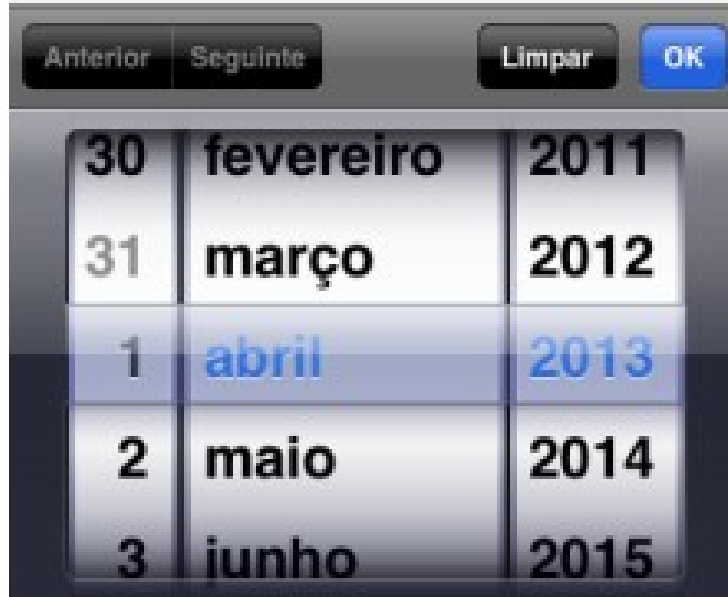 Anterior Seguinte Limpar OK
30 fevereiro 2011
31 março 2012
1 abril 2013
2 maio 2014
3 junho 2015